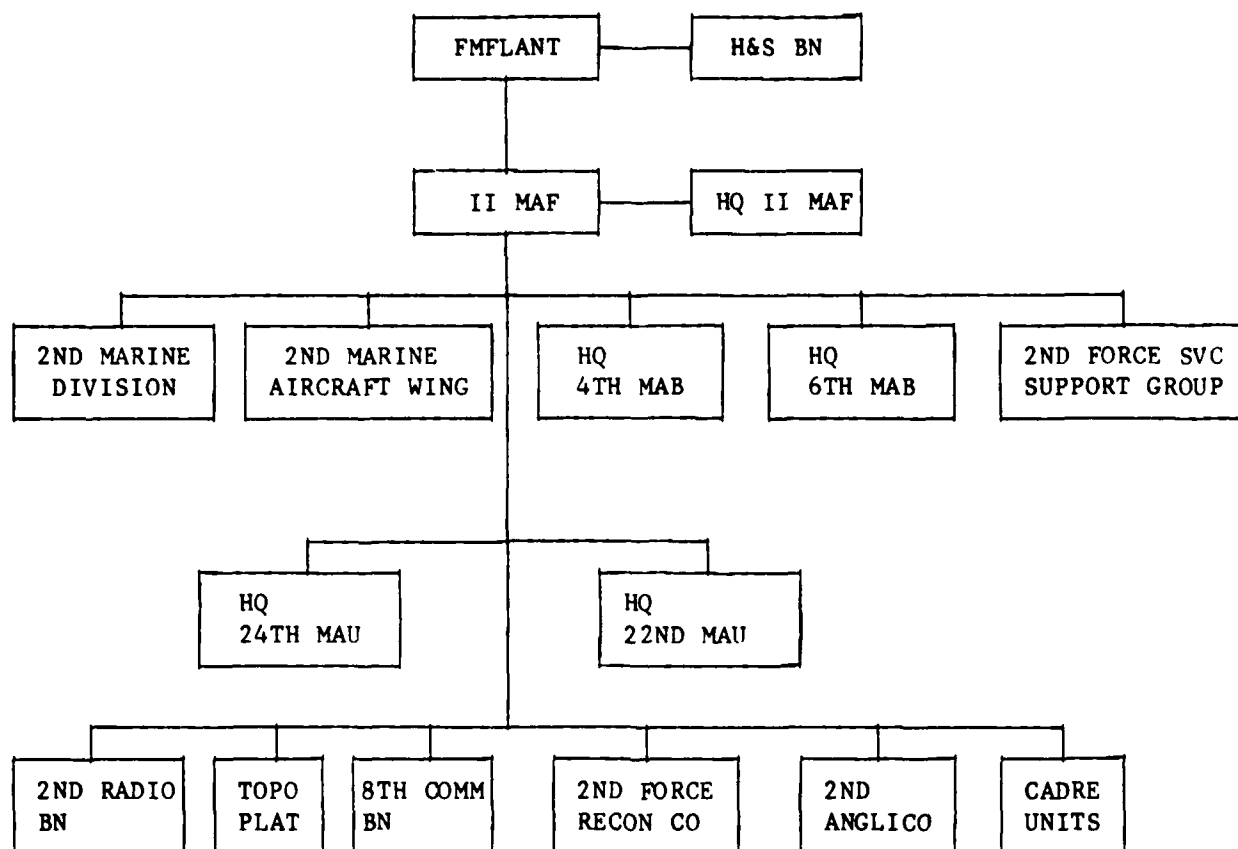 FMFLANT
H&S BN
II MAF
HQ II MAF
2ND MARINE
DIVISION
2ND MARINE
AIRCRAFT WING
HQ
4TH MAB
HQ
6TH MAB
2ND FORCE SVC
SUPPORT GROUP
HQ
24TH MAU
HQ
22ND MAU
2ND RADIO
BN
TOPO
PLAT
8TH COMM
BN
2ND FORCE
RECON CO
2ND
ANGLICO
CADRE
UNITS